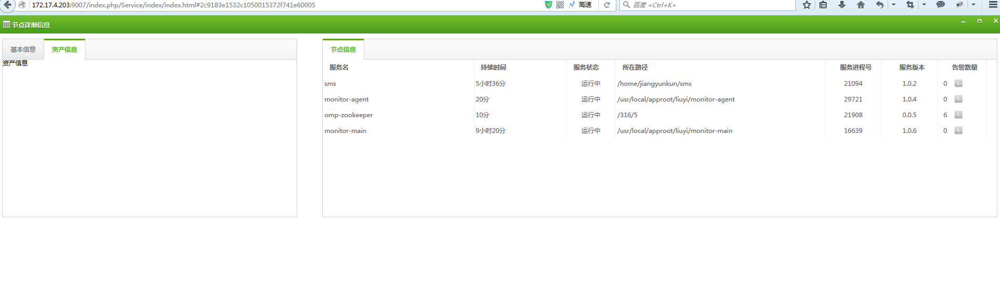 172.17.4.203:9007/index.php/Service/index/index.html#2c9183e1532c1050015372f741e60005 高速 百度 <Ctrl+K>
节点详细信息
基本信息 资产信息
资产信息
节点信息
服务名 持续时间 服务状态 所在路径 服务进程号 服务版本 告警数量
sms 5小时36分 运行中 /home/jiangyunkun/sms 21094 1.0.2 0
monitor-agent 20分 运行中 /usr/local/approot/liuyi/monitor-agent 29721 1.0.4 0
omp-zookeeper 10分 运行中 /316/5 21908 0.0.5 6
monitor-main 9小时20分 运行中 /usr/local/approot/liuyi/monitor-main 16639 1.0.6 0